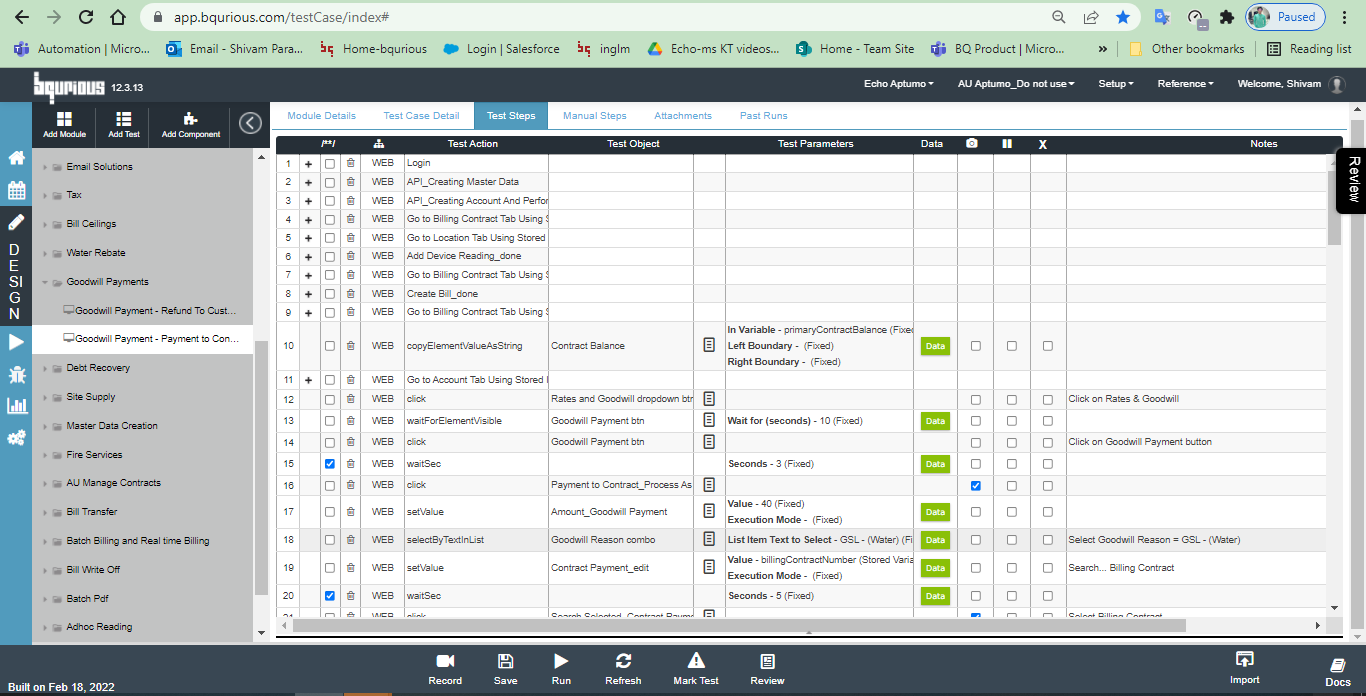 app.bqurious.com/testCase/index#
Paused
Automation | Micro...
Email - Shivam Para...
Home-bqurious
Login | Salesforce
inglm
Echo-ms KT videos...
Home - Team Site
BQ Product | Micro...
»
Other bookmarks
Reading list
bqurious 12.3.13
Echo Aptumo
AU Aptumo_Do not use
Setup
Reference
Welcome, Shivam
Add Module
Add Test
Add Component
Module Details
Test Case Detail
Test Steps
Manual Steps
Attachments
Past Runs
DESIGN
Email Solutions
Tax
Bill Ceilings
Water Rebate
Goodwill Payments
Goodwill Payment - Refund To Cust...
Goodwill Payment - Payment to Con...
Debt Recovery
Site Supply
Master Data Creation
Fire Services
AU Manage Contracts
Bill Transfer
Batch Billing and Real time Billing
Bill Write Off
Batch Pdf
Adhoc Reading
/**/ Test Action Test Object Test Parameters Data X Notes
1 + WEB Login
2 + WEB API_Creating Master Data
3 + WEB API_Creating Account And Perfor
4 + WEB Go to Billing Contract Tab Using S
5 + WEB Go to Location Tab Using Stored
6 + WEB Add Device Reading_done
7 + WEB Go to Billing Contract Tab Using S
8 + WEB Create Bill_done
9 + WEB Go to Billing Contract Tab Using S
In Variable - primaryContractBalance (Fixed
10 WEB copyElementValueAsString Contract Balance Left Boundary - (Fixed) Data
Right Boundary - (Fixed)
11 + WEB Go to Account Tab Using Stored
12 WEB click Rates and Goodwill dropdown btn Click on Rates & Goodwill
13 WEB waitForElementVisible Goodwill Payment btn Wait for (seconds) - 10 (Fixed) Data
14 WEB click Goodwill Payment btn Click on Goodwill Payment button
15 WEB waitSec Seconds - 3 (Fixed) Data
16 WEB click Payment to Contract_Process As
Value - 40 (Fixed)
17 WEB setValue Amount_Goodwill Payment Data
Execution Mode - (Fixed)
18 WEB selectByTextInList Goodwill Reason combo List Item Text to Select - GSL - (Water) (Fi Data Select Goodwill Reason = GSL - (Water)
Value - billingContractNumber (Stored Varia
19 WEB setValue Contract Payment_edit Data Search... Billing Contract
Execution Mode - (Fixed)
20 WEB waitSec Seconds - 5 (Fixed) Data
21 WEB click Search Selected_Contract Payme Select Billing Contract
Review
Built on Feb 18, 2022
Record
Save
Run
Refresh
Mark Test
Review
Import
Docs